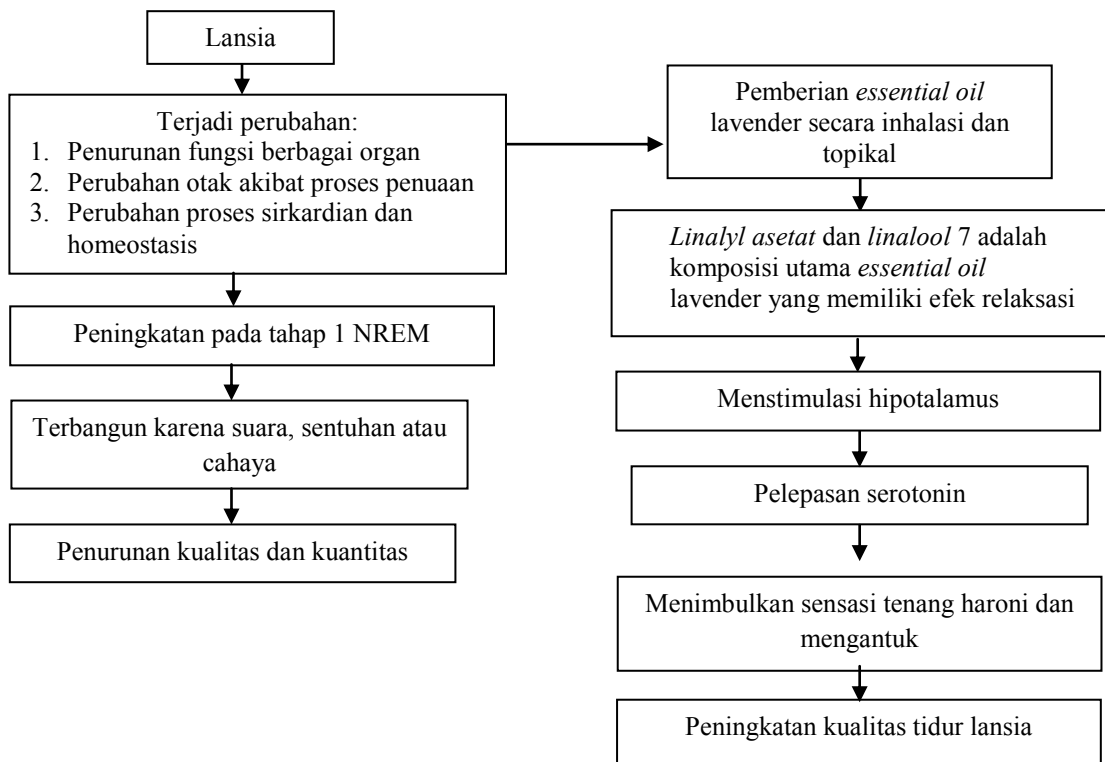 Lansia
Terjadi perubahan:
1. Penurunan fungsi berbagai organ
2. Perubahan otak akibat proses penuaan
3. Perubahan proses sirkardian dan
homeostasis
Peningkatan pada tahap 1 NREM
Terbangun karena suara, sentuhan atau
cahaya
Penurunan kualitas dan kuantitas
Pemberian essential oil
lavender secara inhalasi dan
topikal
Linalyl asetat dan linalool 7 adalah
komposisi utama essential oil
lavender yang memiliki efek relaksasi
Menstimulasi hipotalamus
Pelepasan serotonin
Menimbulkan sensasi tenang haroni dan
mengantuk
Peningkatan kualitas tidur lansia